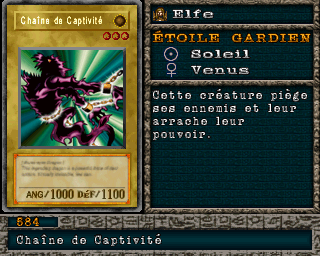 Chaîne de Captivité
ANG/1000 DéF/1100
Elfe
ÉTOILE GARDIEN
Soleil
Venus
Cette créature piège
ses ennemis et leur
arrache leur
pouvoir.
584
Chaîne de Captivité